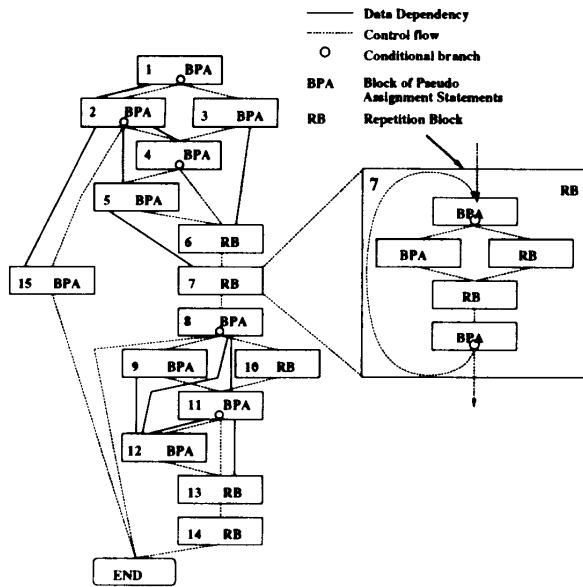 Data Dependency
Control flow
Conditional branch
BPA Block of Pseudo
Assignment Statements
RB Repetition Block
1 BPA
2 BPA
3 BPA
4 BPA
5 BPA
6 RB
15 BPA
7 RB
8 BPA
9 BPA
10 RB
11 BPA
12 BPA
13 RB
14 RB
END
7 RB
BPA
BPA RB
RB
BPA